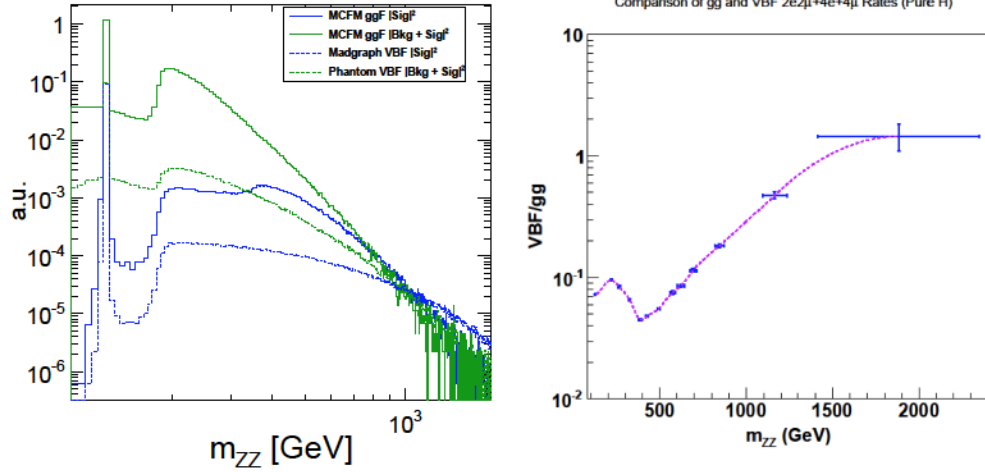 MCFM ggF |Sig|²
MCFM ggF |Bkg + Sig|²
Madgraph VBF |Sig|²
Phantom VBF |Bkg + Sig|²
1
10⁻¹
10⁻²
10⁻³
10⁻⁴
10⁻⁵
10⁻⁶
a.u.
10³
m_ZZ [GeV]
Comparison of gg and VBF 2e2μ+4e+4μ Rates (Pure H)
10
1
10⁻¹
10⁻²
VBF/gg
500 1000 1500 2000
m_ZZ (GeV)